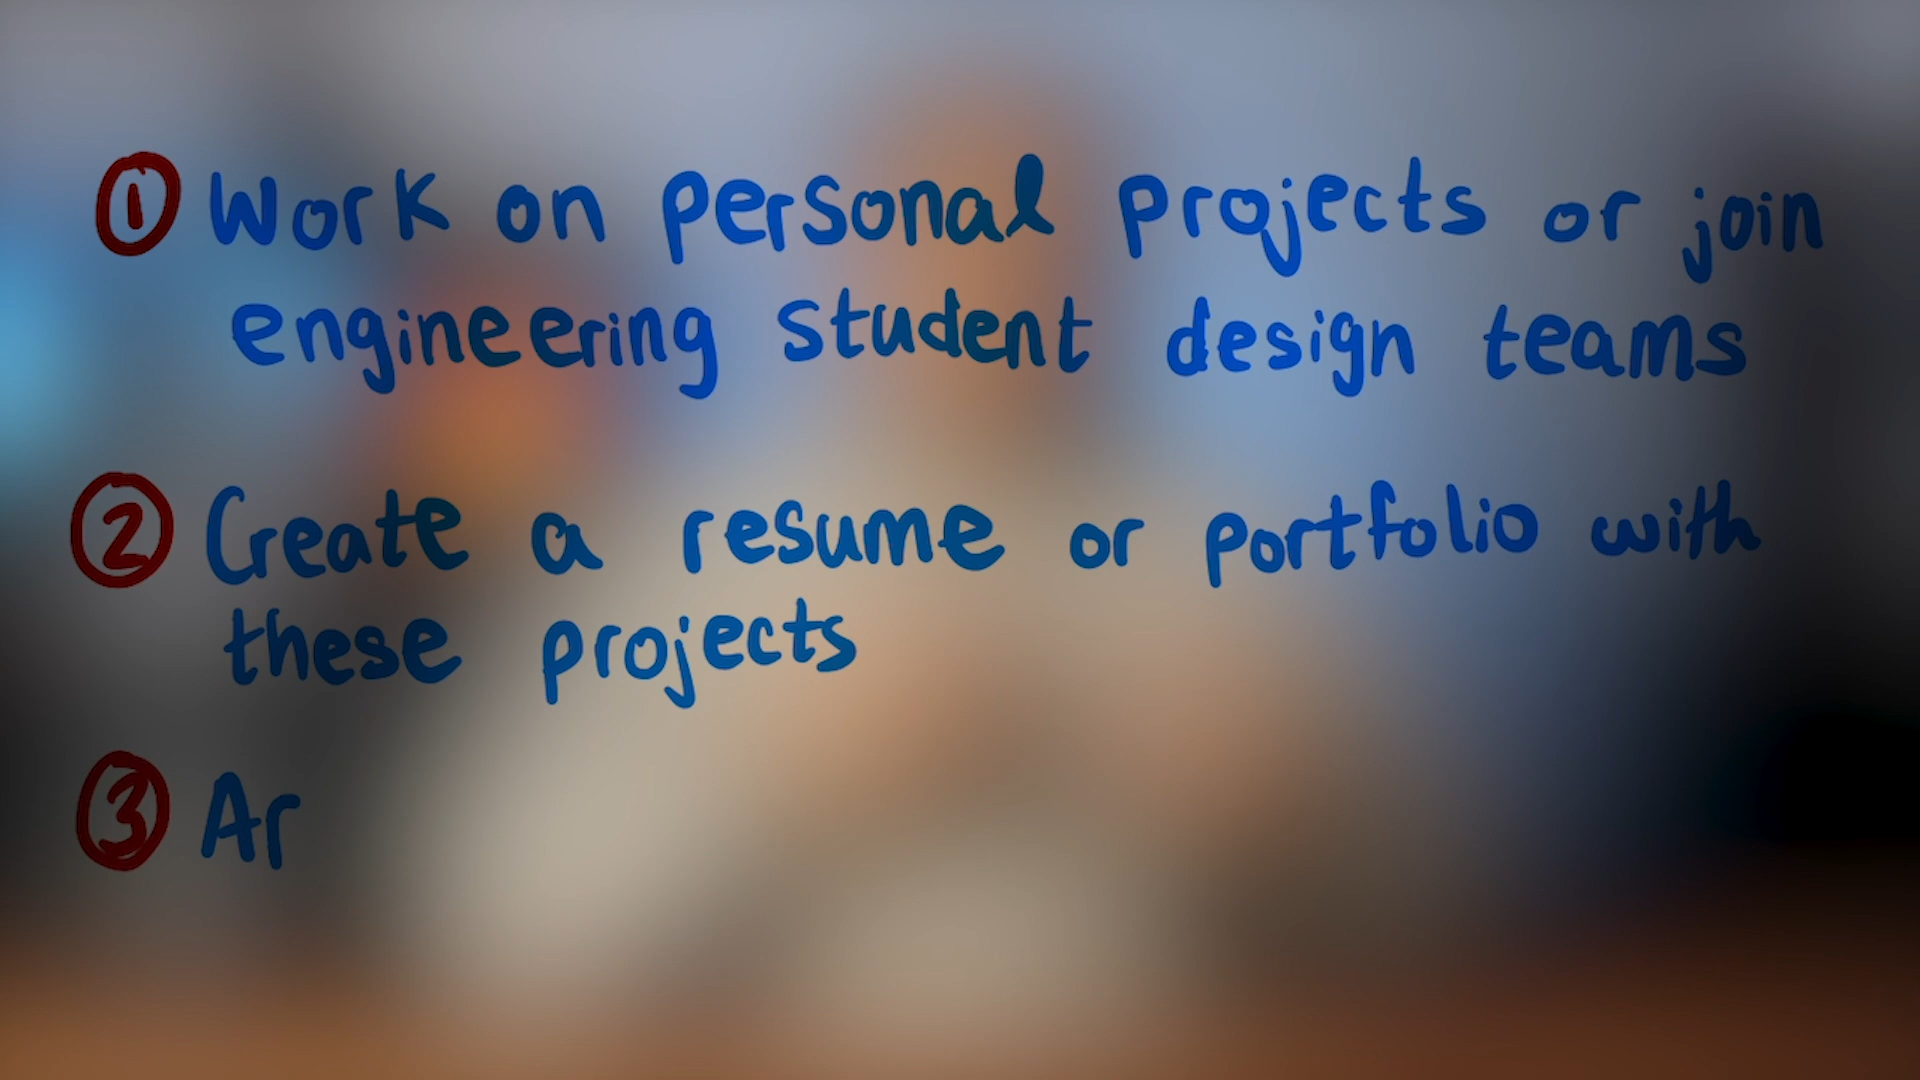 ① Work on personal projects or join
engineering student design teams
② Create a resume or portfolio with
these projects
③ Ar